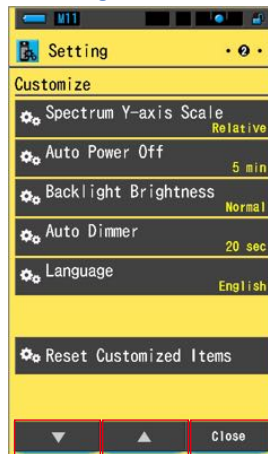 M11
Setting
• 2 •
Customize
Spectrum Y-axis Scale
Relative
Auto Power Off
5 min
Backlight Brightness
Normal
Auto Dimmer
20 sec
Language
English
Reset Customized Items
▼ ▲ Close